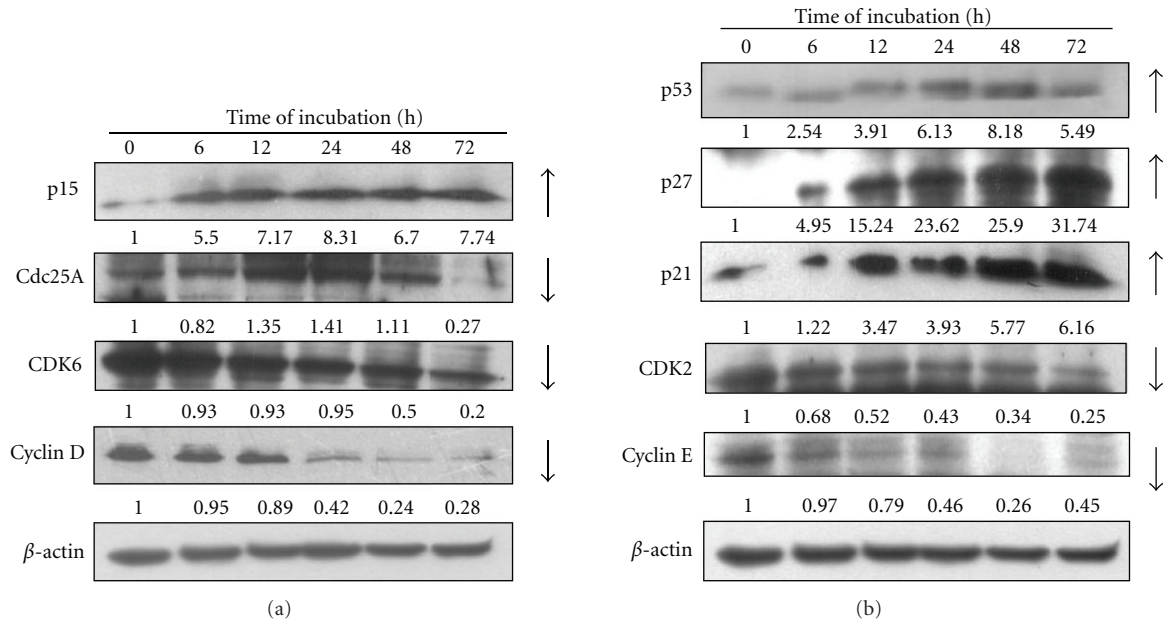 Time of incubation (h)
0 6 12 24 48 72
p15
1 5.5 7.17 8.31 6.7 7.74
Cdc25A
1 0.82 1.35 1.41 1.11 0.27
CDK6
1 0.93 0.93 0.95 0.5 0.2
Cyclin D
1 0.95 0.89 0.42 0.24 0.28
β-actin
(a)
Time of incubation (h)
0 6 12 24 48 72
p53
1 2.54 3.91 6.13 8.18 5.49
p27
1 4.95 15.24 23.62 25.9 31.74
p21
1 1.22 3.47 3.93 5.77 6.16
CDK2
1 0.68 0.52 0.43 0.34 0.25
Cyclin E
1 0.97 0.79 0.46 0.26 0.45
β-actin
(b)